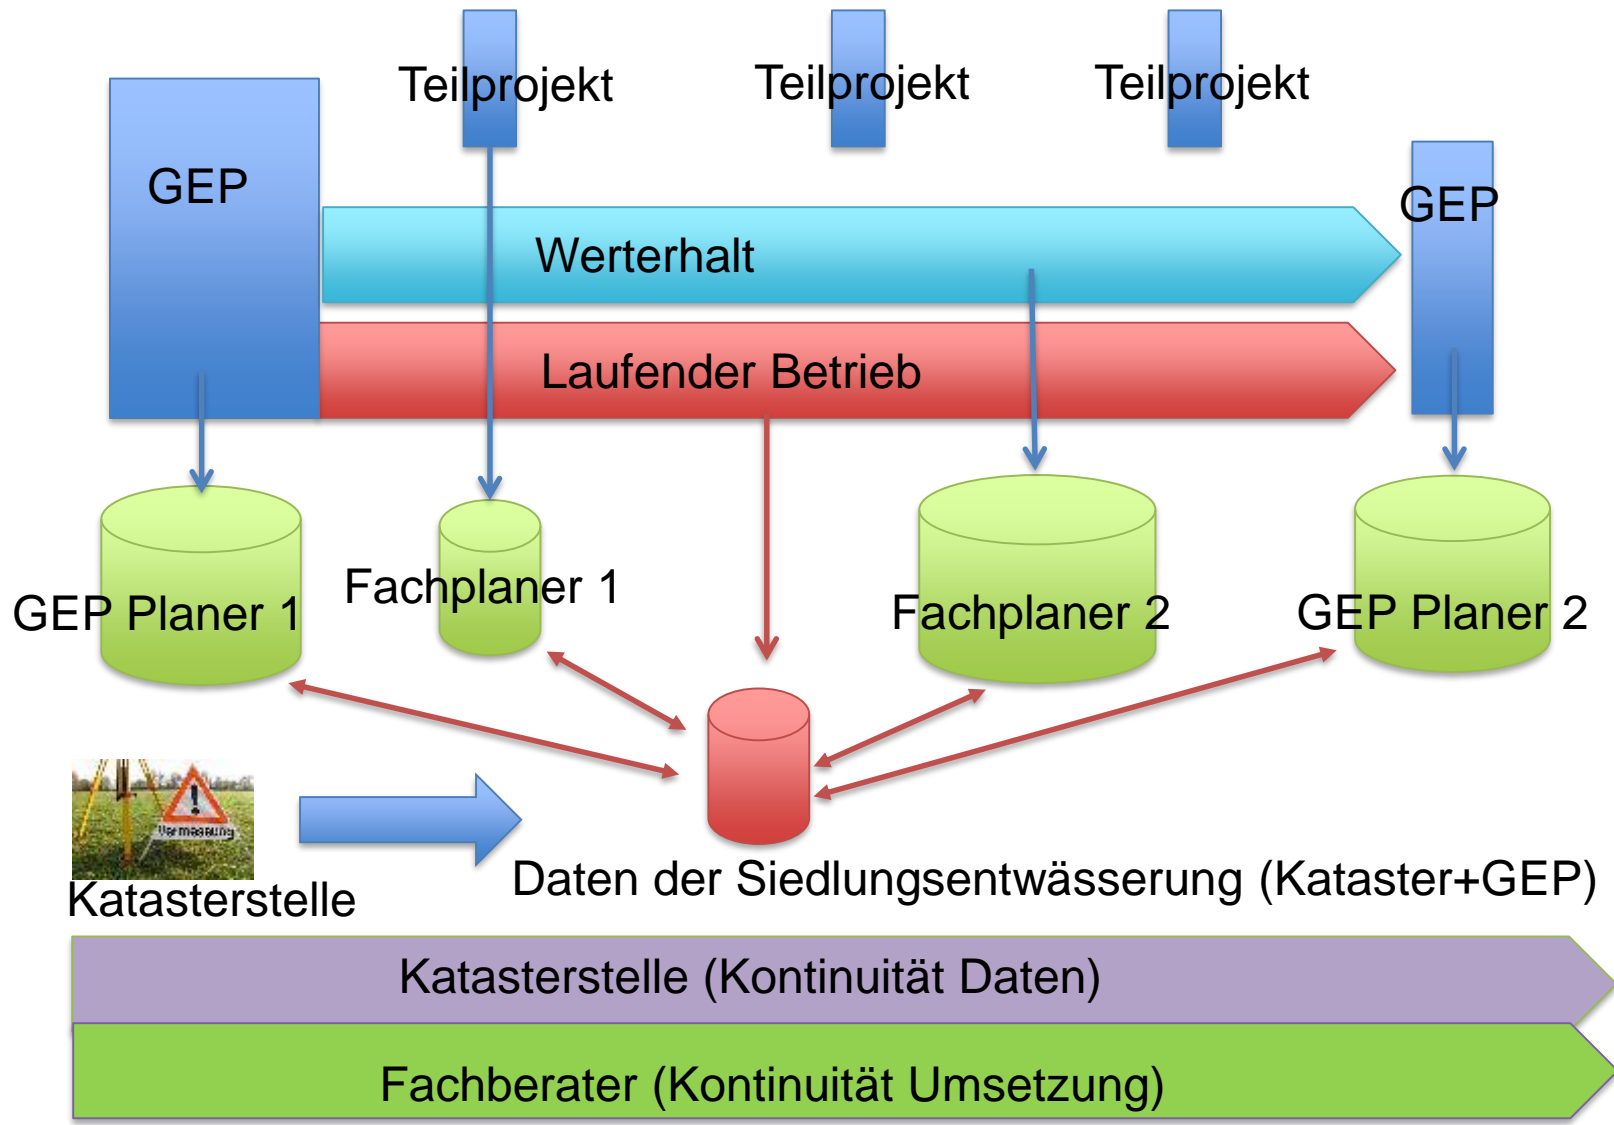 Teilprojekt
Teilprojekt
Teilprojekt
GEP
GEP
Werterhalt
Laufender Betrieb
GEP Planer 1
Fachplaner 1
Fachplaner 2
GEP Planer 2
Vermessung
Katasterstelle
Daten der Siedlungsentwässerung (Kataster+GEP)
Katasterstelle (Kontinuität Daten)
Fachberater (Kontinuität Umsetzung)